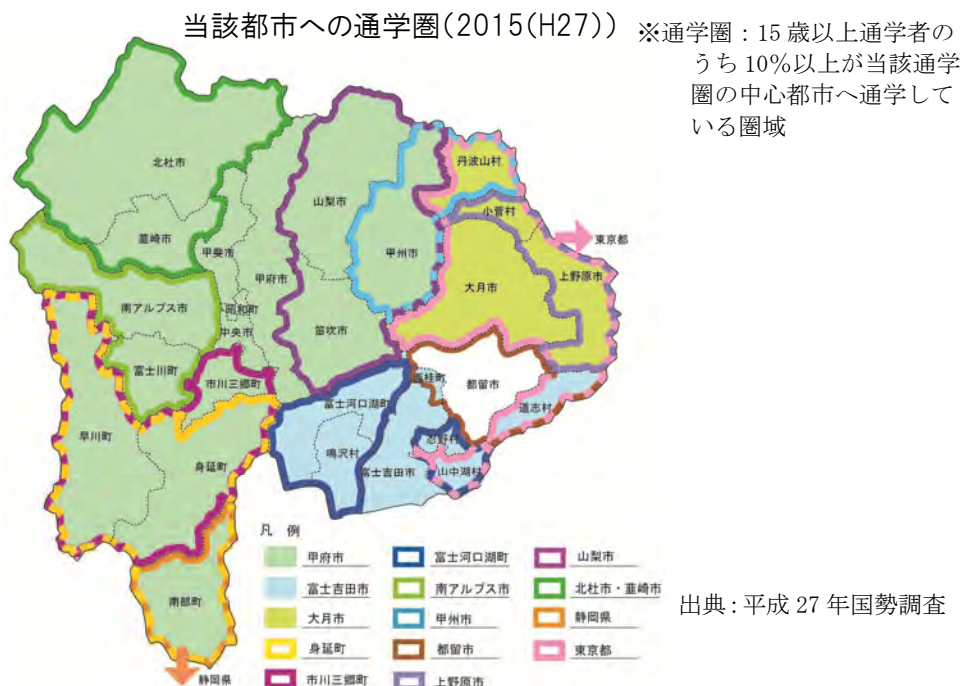 当該都市への通学圏(2015(H27))
※通学圏：15 歳以上通学者の
うち 10％以上が当該通学
圏の中心都市へ通学して
いる圏域
丹波山村
北杜市
小菅村
山梨市
東京都
韮崎市
甲斐市
甲州市
甲府市
上野原市
大月市
南アルプス市
昭和町
笛吹市
中央市
富士川町
西桂町
都留市
市川三郷町
富士河口湖町
道志村
早川町
忍野村
鳴沢村
身延町
富士吉田市
山中湖村
凡 例
甲府市
富士河口湖町
山梨市
富士吉田市
南アルプス市
北杜市・韮崎市
大月市
甲州市
静岡県
身延町
都留市
東京都
市川三郷町
上野原市
南部町
静岡県
出典：平成 27 年国勢調査